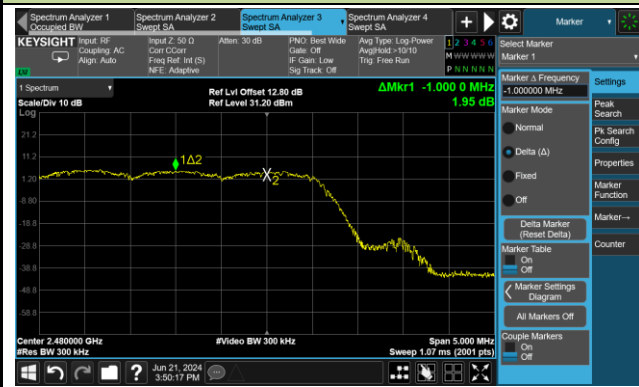 Spectrum Analyzer 1
Occupied BW
Spectrum Analyzer 2
Swept SA
Spectrum Analyzer 3
Swept SA
Spectrum Analyzer 4
Swept SA
Marker
KEYSIGHT
LXI
Input: RF
Coupling: AC
Align: Auto
Input Z: 50 Ω
Corr CCorr
Freq Ref: Int (S)
NFE: Adaptive
Atten: 30 dB
PNO: Best Wide
Gate: Off
IF Gain: Low
Sig Track: Off
Avg Type: Log-Power
Avg|Hold:>10/10
Trig: Free Run
1 2 3 4 5 6
M W W W W W
P N N N N N
Select Marker
Marker 1
1 Spectrum
Scale/Div 10 dB
Log
Ref Lvl Offset 12.80 dB
Ref Level 31.20 dBm
ΔMkr1 -1.000 0 MHz
1.95 dB
21.2
11.2
1.20
-8.80
-18.8
-28.8
-38.8
-48.8
-58.8
1Δ2
X2
Center 2.480000 GHz
#Res BW 300 kHz
#Video BW 300 kHz
Span 5.000 MHz
Sweep 1.07 ms (2001 pts)
Marker Δ Frequency
-1.000000 MHz
Marker Mode
Normal
Delta (Δ)
Fixed
Off
Delta Marker
(Reset Delta)
Marker Table
On
Off
Marker Settings
Diagram
All Markers Off
Couple Markers
On
Off
Settings
Peak
Search
Pk Search
Config
Properties
Marker
Function
Marker→
Counter
Jun 21, 2024
3:50:17 PM